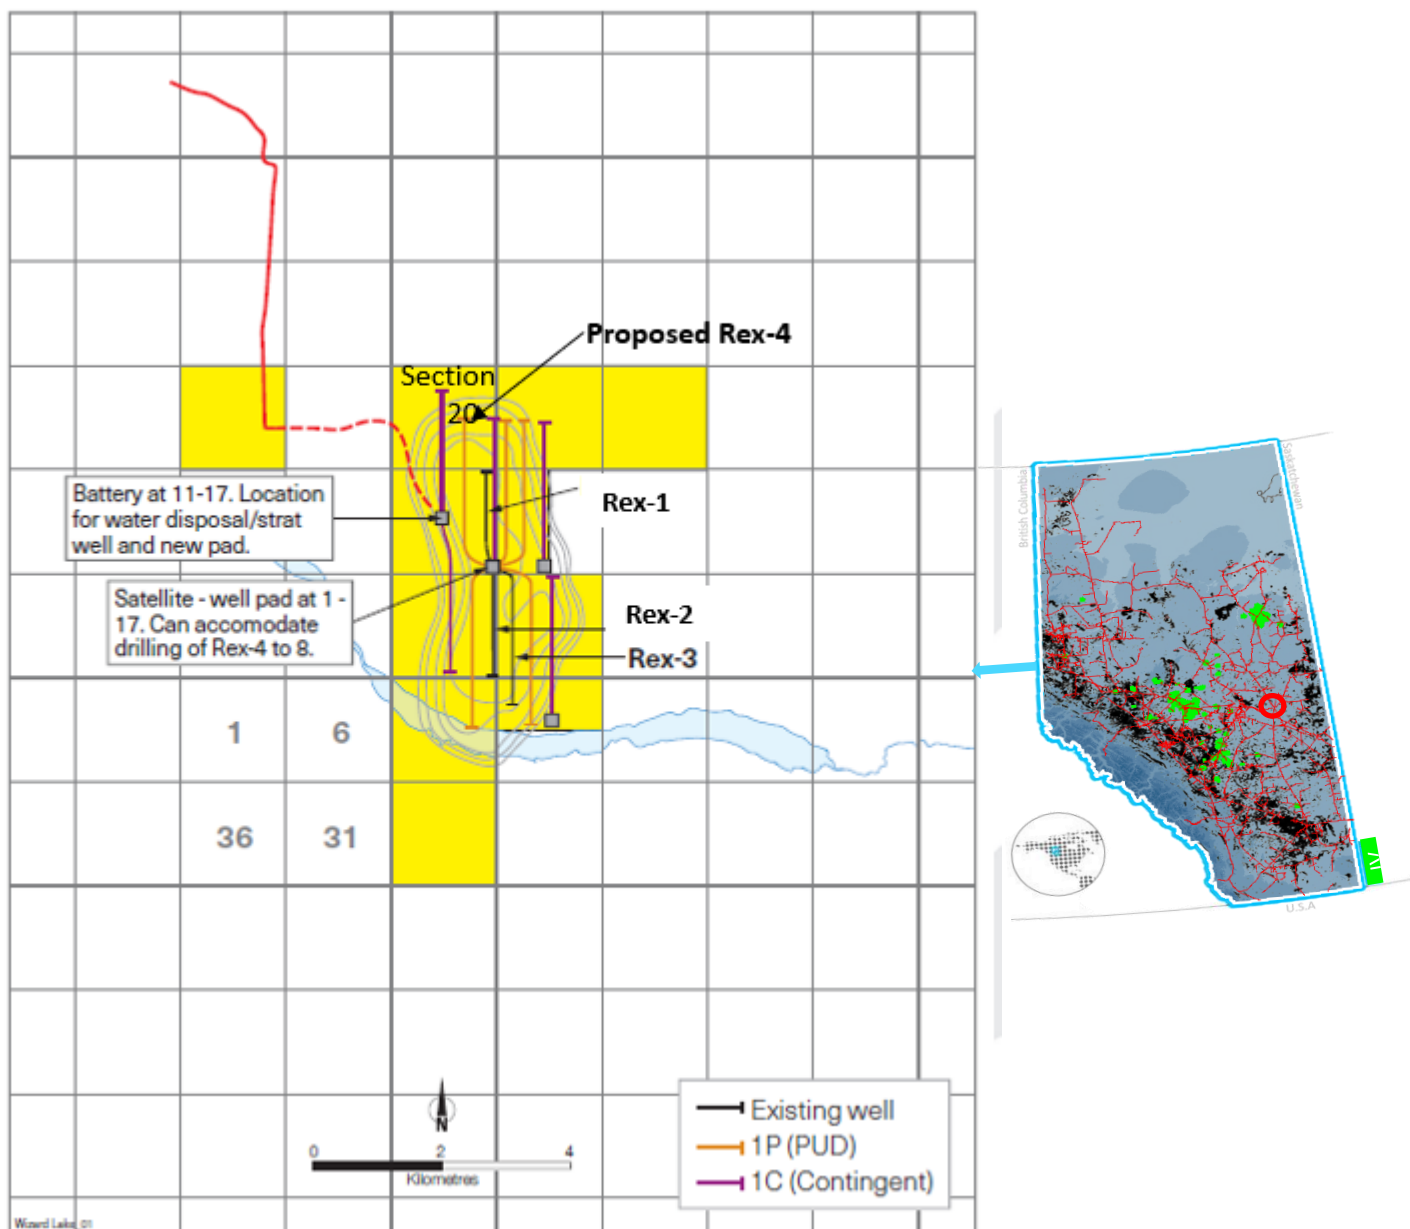 Proposed Rex-4
Section
20
Battery at 11-17. Location
for water disposal/strat
well and new pad.
Rex-1
Satellite - well pad at 1 -
17. Can accomodate
drilling of Rex-4 to 8.
Rex-2
Rex-3
1 6
36 31
N
0 2 4
Kilometres
Existing well
1P (PUD)
1C (Contingent)
Wizard Lake_01
British Columbia
Saskatchewan
U.S.A